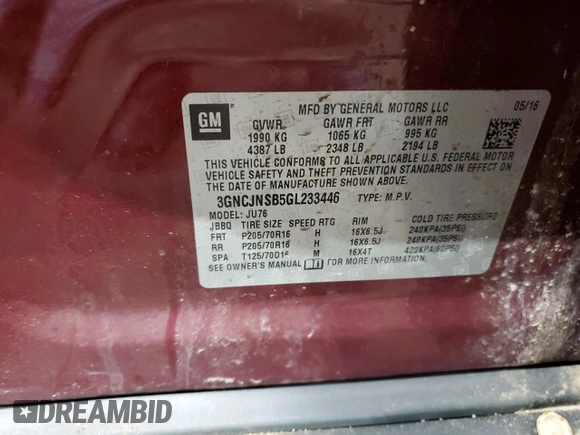 GM
MFD BY GENERAL MOTORS LLC 05/16
GVWR GAWR FRT GAWR RR
1990 KG 1065 KG 995 KG
4387 LB 2348 LB 2194 LB
THIS VEHICLE CONFORMS TO ALL APPLICABLE U.S. FEDERAL MOTOR
VEHICLE SAFETY AND THEFT PREVENTION STANDARDS IN EFFECT ON
THE DATE OF MANUFACTURE SHOWN ABOVE.
3GNCJNSB5GL233446 TYPE: M.P.V.
MODEL: JU76
JBBQ TIRE SIZE SPEED RTG RIM COLD TIRE PRESSURE
FRT P205/70R16 H 16X6.5J 240KPA(35PSI)
RR P205/70R16 H 16X6.5J 240KPA(35PSI)
SPA T125/70D16 M 16X4T 420KPA(60PSI)
SEE OWNER'S MANUAL i FOR MORE INFORMATION.
DREAMBID